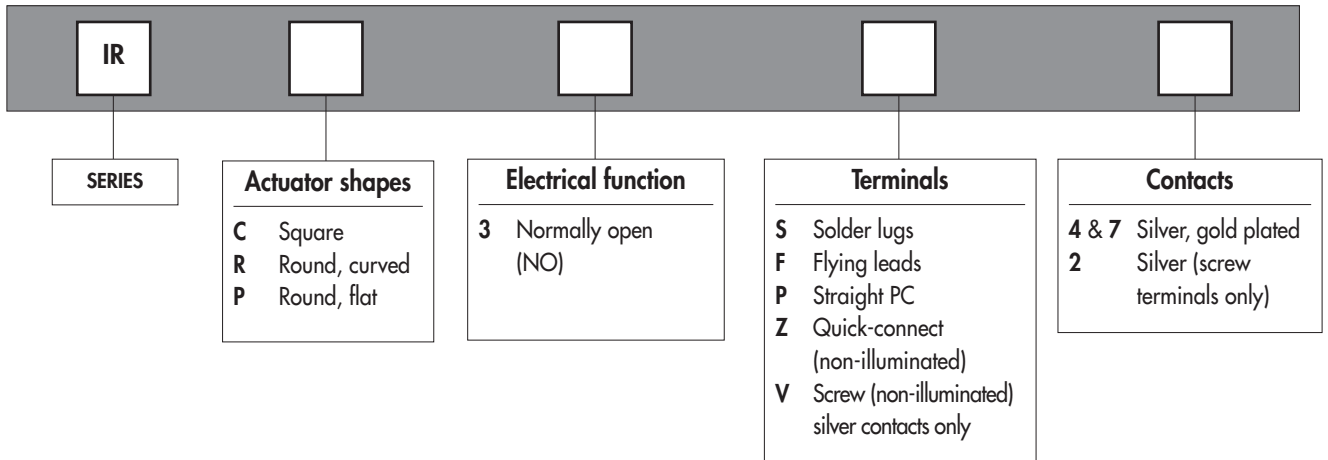 IR
SERIES
Actuator shapes
C Square
R Round, curved
P Round, flat
Electrical function
3 Normally open
(NO)
Terminals
S Solder lugs
F Flying leads
P Straight PC
Z Quick-connect
(non-illuminated)
V Screw (non-illuminated)
silver contacts only
Contacts
4 & 7 Silver, gold plated
2 Silver (screw
terminals only)